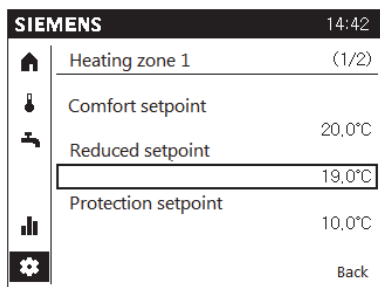 SIEMENS 14:42
Heating zone 1 (1/2)
Comfort setpoint
20,0°C
Reduced setpoint
19,0°C
Protection setpoint
10,0°C
Back